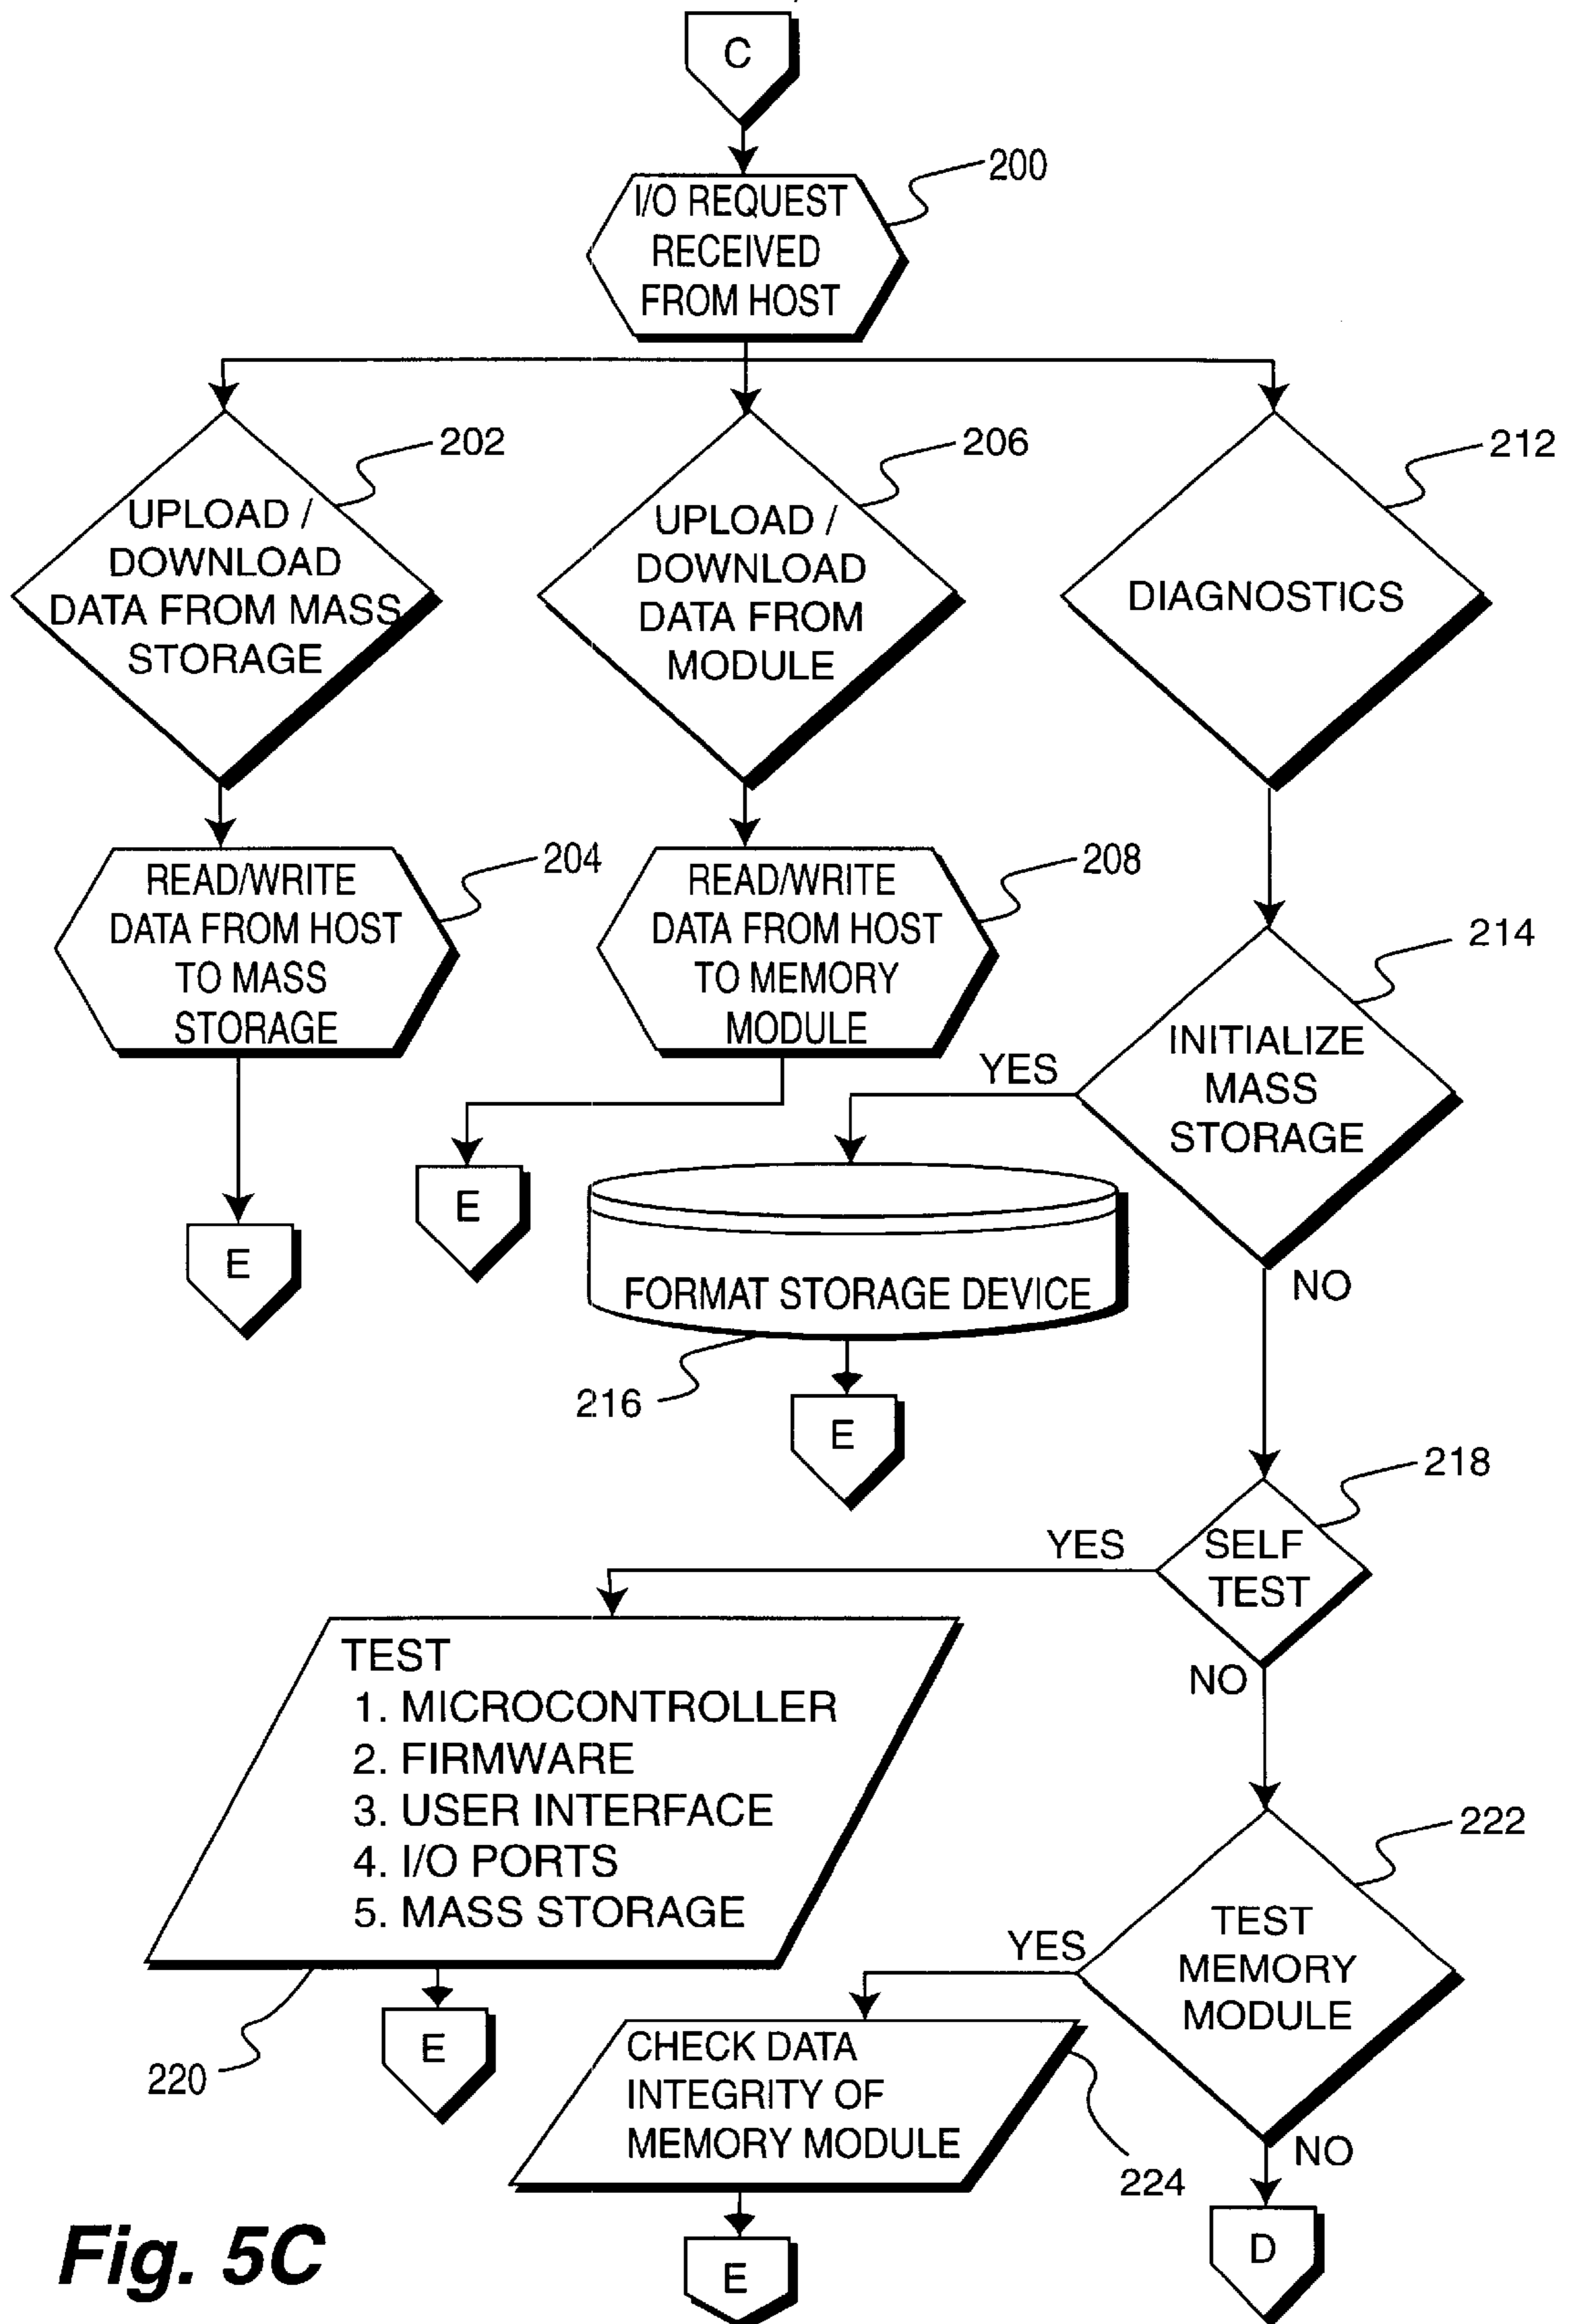 C
200
I/O REQUEST
RECEIVED
FROM HOST
202
UPLOAD /
DOWNLOAD
DATA FROM MASS
STORAGE
206
UPLOAD /
DOWNLOAD
DATA FROM
MODULE
212
DIAGNOSTICS
204
READ/WRITE
DATA FROM HOST
TO MASS
STORAGE
208
READ/WRITE
DATA FROM HOST
TO MEMORY
MODULE
214
INITIALIZE
MASS
STORAGE
YES
NO
E
E
FORMAT STORAGE DEVICE
216
E
218
SELF
TEST
YES
NO
TEST
1. MICROCONTROLLER
2. FIRMWARE
3. USER INTERFACE
4. I/O PORTS
5. MASS STORAGE
220
E
222
TEST
MEMORY
MODULE
YES
NO
CHECK DATA
INTEGRITY OF
MEMORY MODULE
224
E
D
Fig. 5C